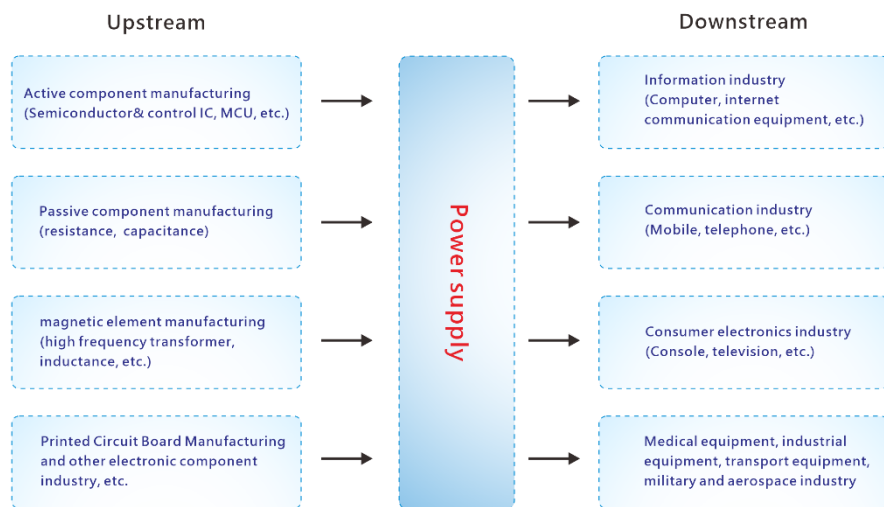 Upstream
Active component manufacturing
(Semiconductor& control IC, MCU, etc.)
Passive component manufacturing
(resistance, capacitance)
magnetic element manufacturing
(high frequency transformer,
inductance, etc.)
Printed Circuit Board Manufacturing
and other electronic component
industry, etc.
Power supply
Downstream
Information industry
(Computer, internet
communication equipment, etc.)
Communication industry
(Mobile, telephone, etc.)
Consumer electronics industry
(Console, television, etc.)
Medical equipment, industrial
equipment, transport equipment,
military and aerospace industry